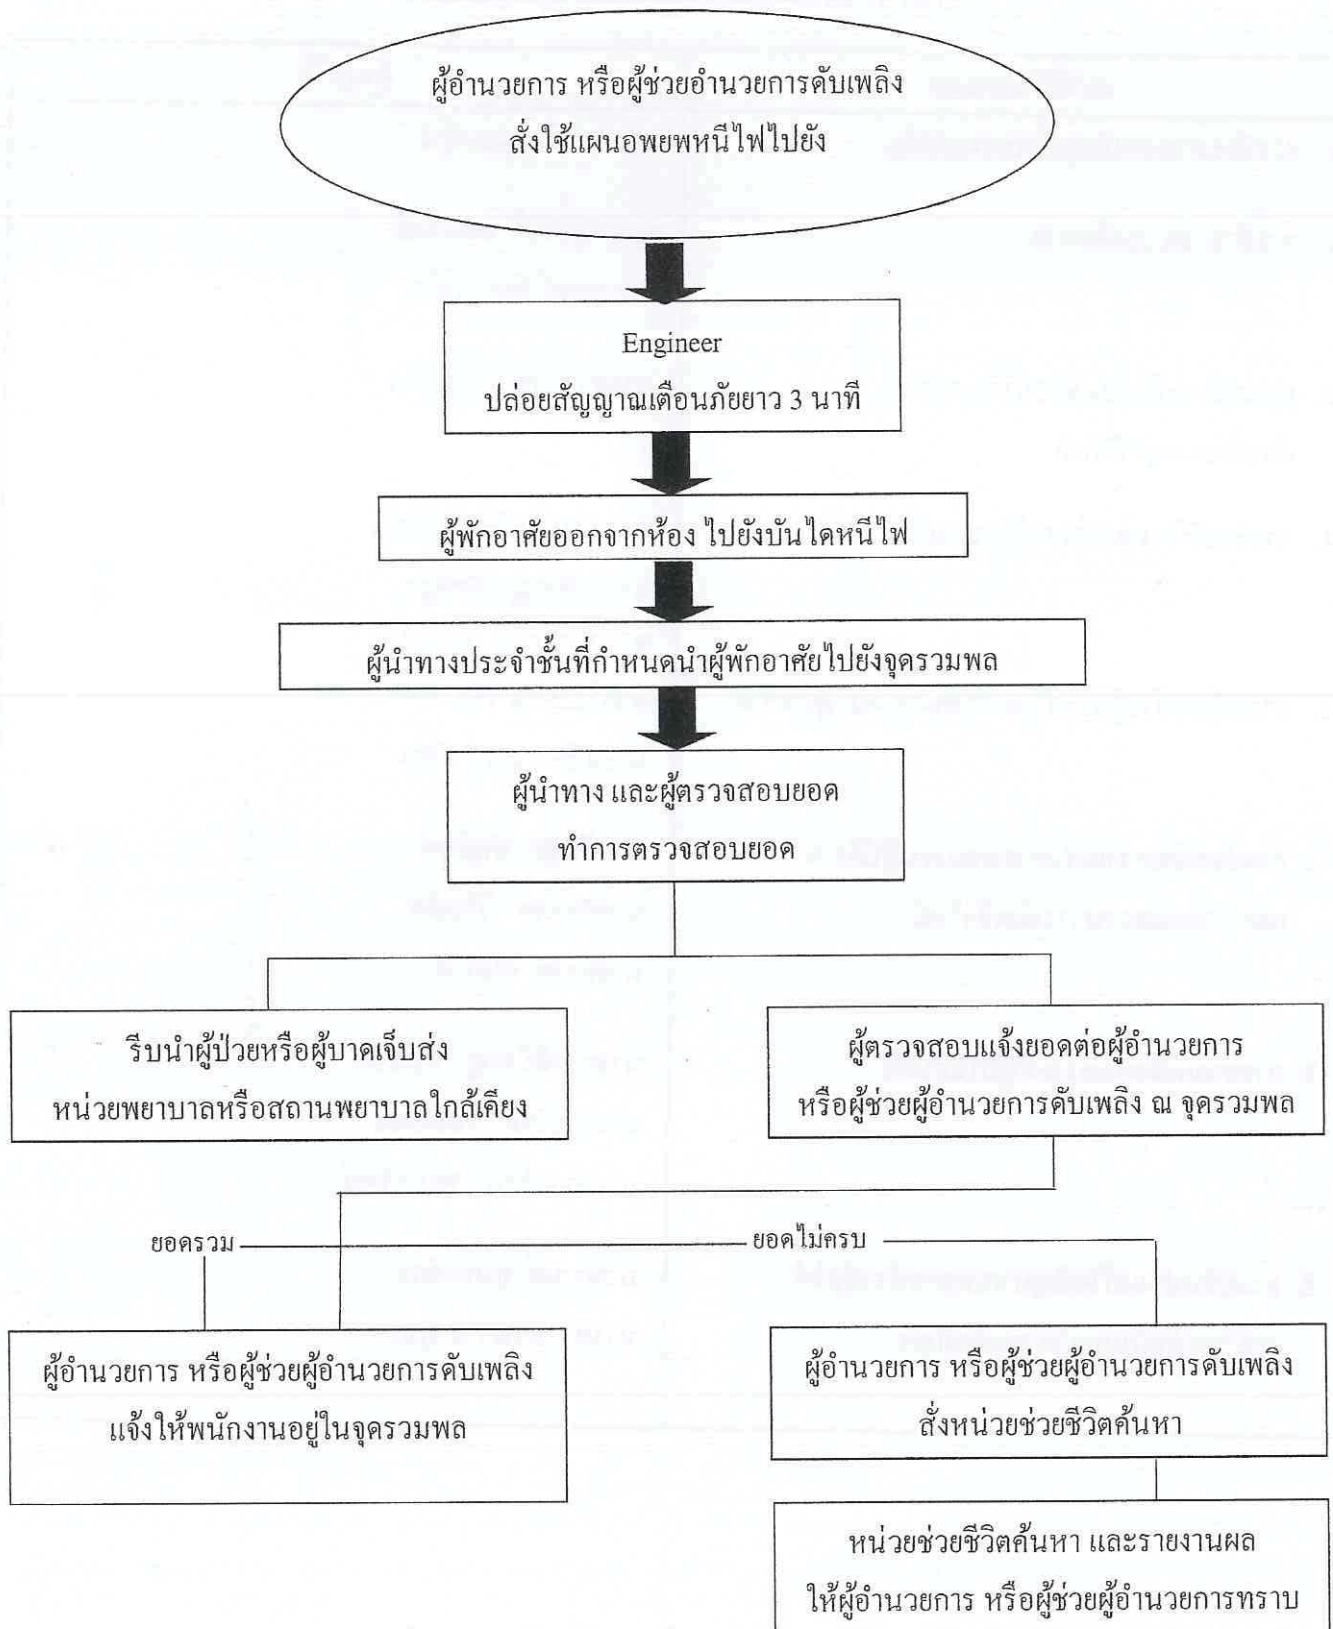 ผู้อำนวยการ หรือผู้ช่วยอำนวยการดับเพลิง
สั่งใช้แผนอพยพหนีไฟไปยัง
Engineer
ปล่อยสัญญาณเตือนภัยยาว 3 นาที
ผู้พักอาศัยออกจากห้อง ไปยังบันไดหนีไฟ
ผู้นำทางประจำชั้นที่กำหนดนำผู้พักอาศัยไปยังจุดรวมพล
ผู้นำทาง และผู้ตรวจสอบยอด
ทำการตรวจสอบยอด
รีบนำผู้ป่วยหรือผู้บาดเจ็บส่ง
หน่วยพยาบาลหรือสถานพยาบาลใกล้เคียง
ผู้ตรวจสอบแจ้งยอดต่อผู้อำนวยการ
หรือผู้ช่วยผู้อำนวยการดับเพลิง ณ จุดรวมพล
ยอดรวม
ยอดไม่ครบ
ผู้อำนวยการ หรือผู้ช่วยผู้อำนวยการดับเพลิง
แจ้งให้พนักงานอยู่ในจุดรวมพล
ผู้อำนวยการ หรือผู้ช่วยผู้อำนวยการดับเพลิง
สั่งหน่วยช่วยชีวิตค้นหา
หน่วยช่วยชีวิตค้นหา และรายงานผล
ให้ผู้อำนวยการ หรือผู้ช่วยผู้อำนวยการทราบ